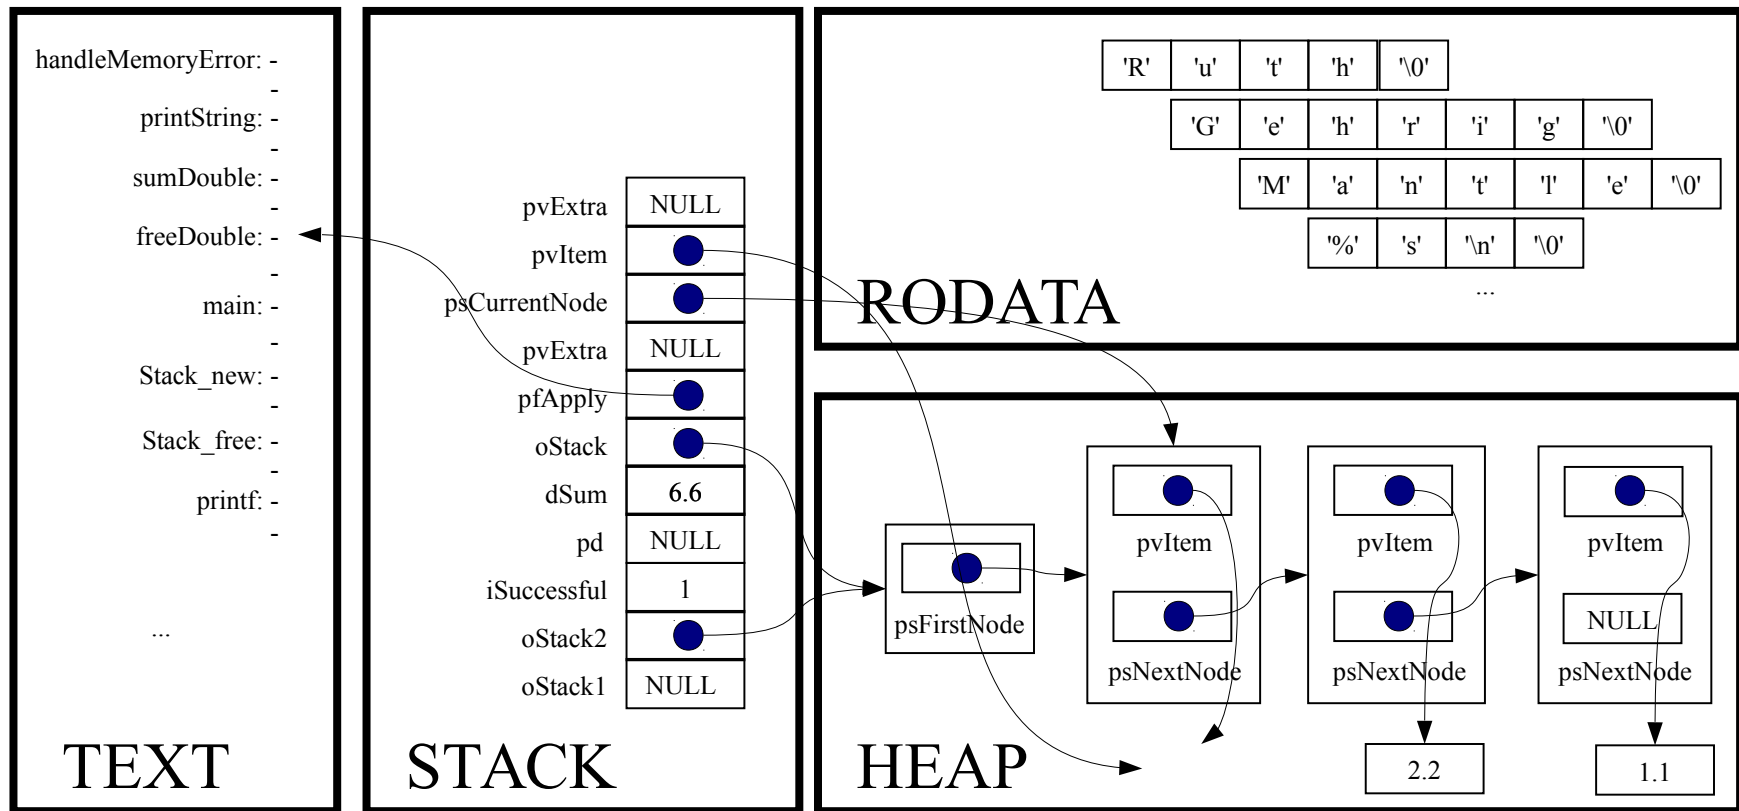 handleMemoryError: -
-
printString: -
-
sumDouble: -
-
freeDouble: -
-
main: -
-
Stack_new: -
-
Stack_free: -
-
printf: -
-
...
TEXT
pvExtra NULL
pvItem
psCurrentNode
pvExtra NULL
pfApply
oStack
dSum 6.6
pd NULL
iSuccessful 1
oStack2
oStack1 NULL
STACK
'R' 'u' 't' 'h' '\0'
'G' 'e' 'h' 'r' 'i' 'g' '\0'
'M' 'a' 'n' 't' 'l' 'e' '\0'
'%' 's' '\n' '\0'
...
RODATA
psFirstNode
pvItem pvItem pvItem
NULL
psNextNode psNextNode psNextNode
2.2 1.1
HEAP